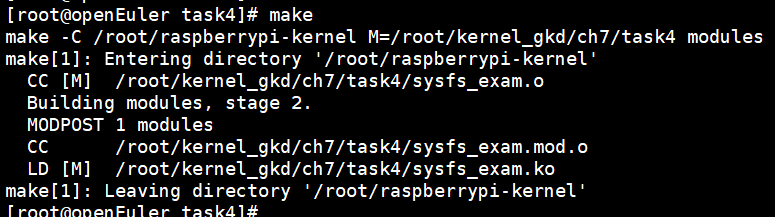 [root@openEuler task4]# make
make -C /root/raspberrypi-kernel M=/root/kernel_gkd/ch7/task4 modules
make[1]: Entering directory '/root/raspberrypi-kernel'
  CC [M]  /root/kernel_gkd/ch7/task4/sysfs_exam.o
  Building modules, stage 2.
  MODPOST 1 modules
  CC      /root/kernel_gkd/ch7/task4/sysfs_exam.mod.o
  LD [M]  /root/kernel_gkd/ch7/task4/sysfs_exam.ko
make[1]: Leaving directory '/root/raspberrypi-kernel'
[root@openEuler task4]#